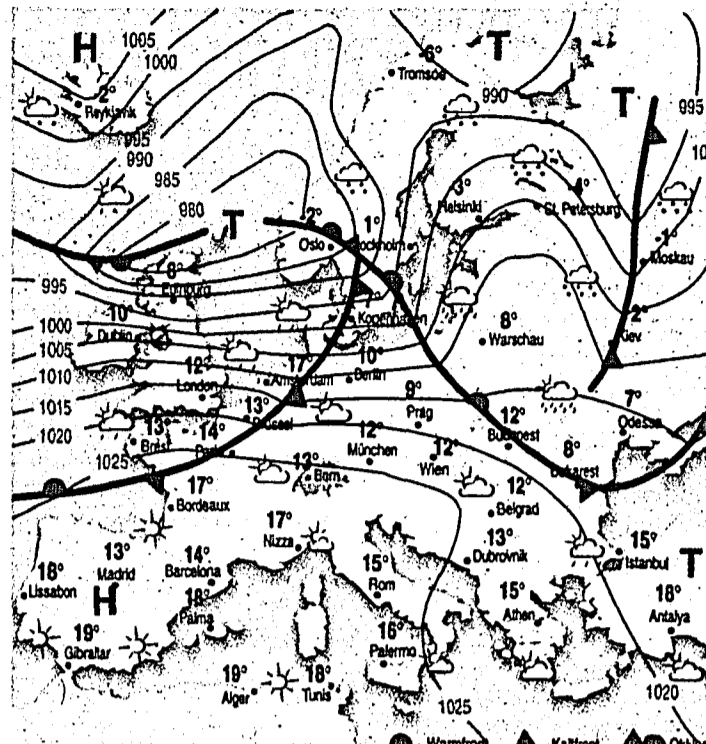 H
T
1005
1000
-6°
Tromsöe
2°
Reykjavik
T
990
995
995
990
985
980
3°
Helsinki
4°
St. Petersburg
T
2°
Oslo
1°
Stockholm
1°
Moskau
8°
Edinburg
995
7°
Kopenhagen
10°
Dublin
1000
1005
1010
1015
1020
1025
8°
Warschau
2°
Kiev
12°
London
17°
Amsterdam
10°
Berlin
13°
Brüssel
9°
Prag
12°
Budapest
7°
Odessa
13°
Brest
14°
12°
München
12°
Wien
8°
Bukarest
13°
Bern
17°
Bordeaux
12°
Belgrad
17°
Nizza
13°
Dubrovnik
15°
Istanbul
T
13°
Madrid
14°
Barcelona
18°
Lissabon
H
18°
Palma
15°
Rom
15°
Athen
18°
Antalya
19°
Gibraltar
16°
Palermo
19°
Alger
18°
Tunis
1025
1020
Warmfront
Kaltfront